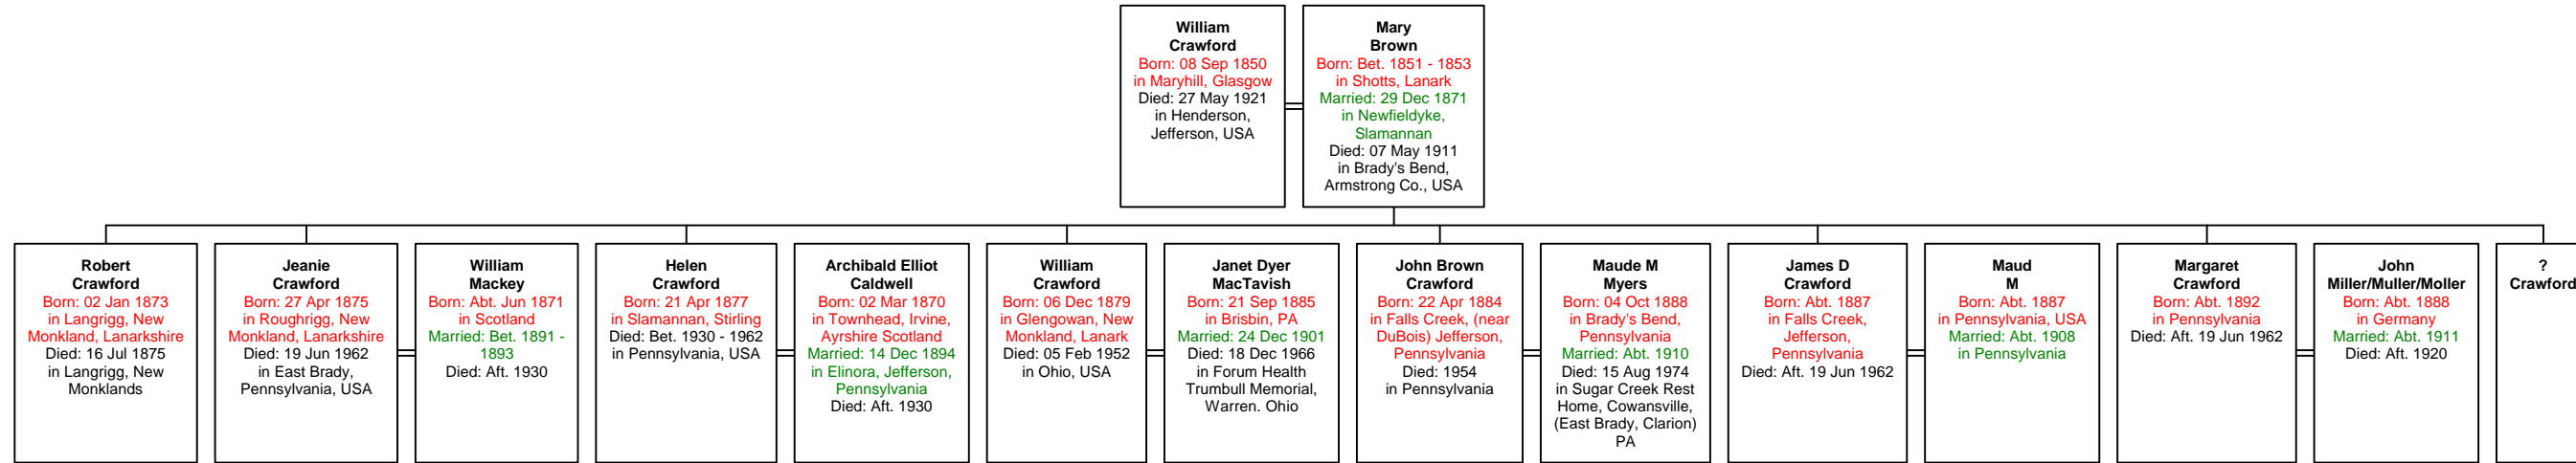 William
Crawford
Born: 08 Sep 1850
in Maryhill, Glasgow
Died: 27 May 1921
in Henderson,
Jefferson, USA
Mary
Brown
Born: Bet. 1851 - 1853
in Shotts, Lanark
Married: 29 Dec 1871
in Newfieldyke,
Slamannan
Died: 07 May 1911
in Brady's Bend,
Armstrong Co., USA
Robert
Crawford
Born: 02 Jan 1873
in Langrigg, New
Monkland, Lanarkshire
Died: 16 Jul 1875
in Langrigg, New
Monklands
Jeanie
Crawford
Born: 27 Apr 1875
in Roughrigg, New
Monkland, Lanarkshire
Died: 19 Jun 1962
in East Brady,
Pennsylvania, USA
William
Mackey
Born: Abt. Jun 1871
in Scotland
Married: Bet. 1891 -
1893
Died: Aft. 1930
Helen
Crawford
Born: 21 Apr 1877
in Slamannan, Stirling
Died: Bet. 1930 - 1962
in Pennsylvania, USA
Archibald Elliot
Caldwell
Born: 02 Mar 1870
in Townhead, Irvine,
Ayrshire Scotland
Married: 14 Dec 1894
in Elinora, Jefferson,
Pennsylvania
Died: Aft. 1930
William
Crawford
Born: 06 Dec 1879
in Glengowan, New
Monkland, Lanark
Died: 05 Feb 1952
in Ohio, USA
Janet Dyer
MacTavish
Born: 21 Sep 1885
in Brisbin, PA
Married: 24 Dec 1901
Died: 18 Dec 1966
in Forum Health
Trumbull Memorial,
Warren. Ohio
John Brown
Crawford
Born: 22 Apr 1884
in Falls Creek, (near
DuBois) Jefferson,
Pennsylvania
Died: 1954
in Pennsylvania
Maude M
Myers
Born: 04 Oct 1888
in Brady's Bend,
Pennsylvania
Married: Abt. 1910
Died: 15 Aug 1974
in Sugar Creek Rest
Home, Cowansville,
(East Brady, Clarion)
PA
James D
Crawford
Born: Abt. 1887
in Falls Creek,
Jefferson,
Pennsylvania
Died: Aft. 19 Jun 1962
Maud
M
Born: Abt. 1887
in Pennsylvania, USA
Married: Abt. 1908
in Pennsylvania
Margaret
Crawford
Born: Abt. 1892
in Pennsylvania
Died: Aft. 19 Jun 1962
John
Miller/Muller/Moller
Born: Abt. 1888
in Germany
Married: Abt. 1911
Died: Aft. 1920
?
Crawford